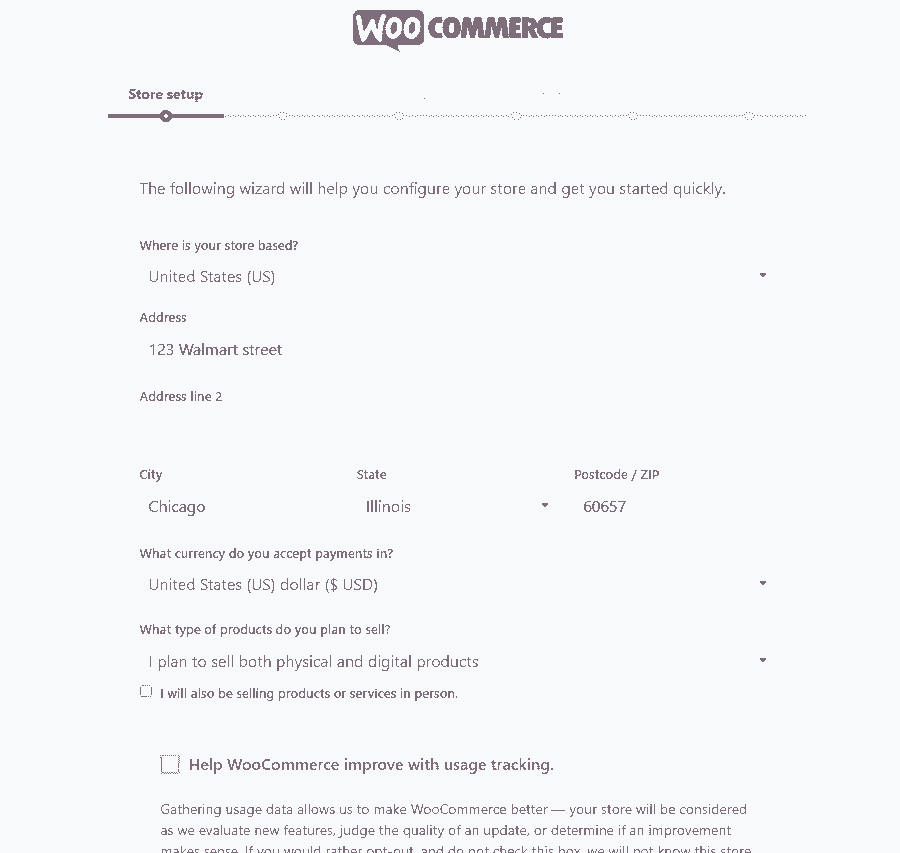 WOO COMMERCE
Store setup
The following wizard will help you configure your store and get you started quickly.
Where is your store based?
United States (US)
Address
123 Walmart street
Address line 2
City State Postcode / ZIP
Chicago Illinois 60657
What currency do you accept payments in?
United States (US) dollar ($ USD)
What type of products do you plan to sell?
I plan to sell both physical and digital products
I will also be selling products or services in person.
Help WooCommerce improve with usage tracking.
Gathering usage data allows us to make WooCommerce better — your store will be considered
as we evaluate new features, judge the quality of an update, or determine if an improvement
makes sense. If you would rather opt-out, and do not check this box, we will not know this store